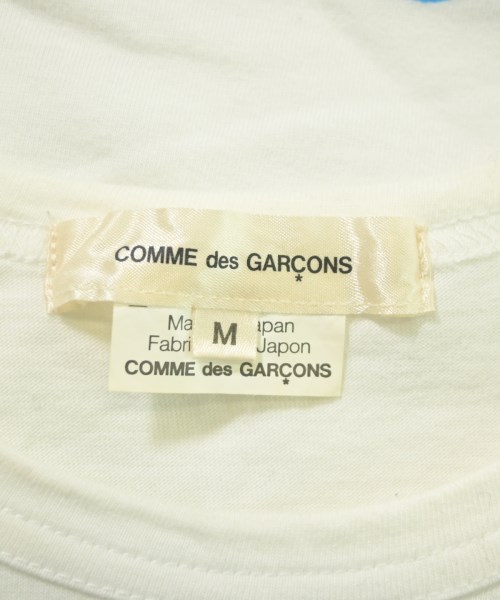 COMME des GARÇONS
M
Ma apan
Fabri Japon
COMME des GARÇONS